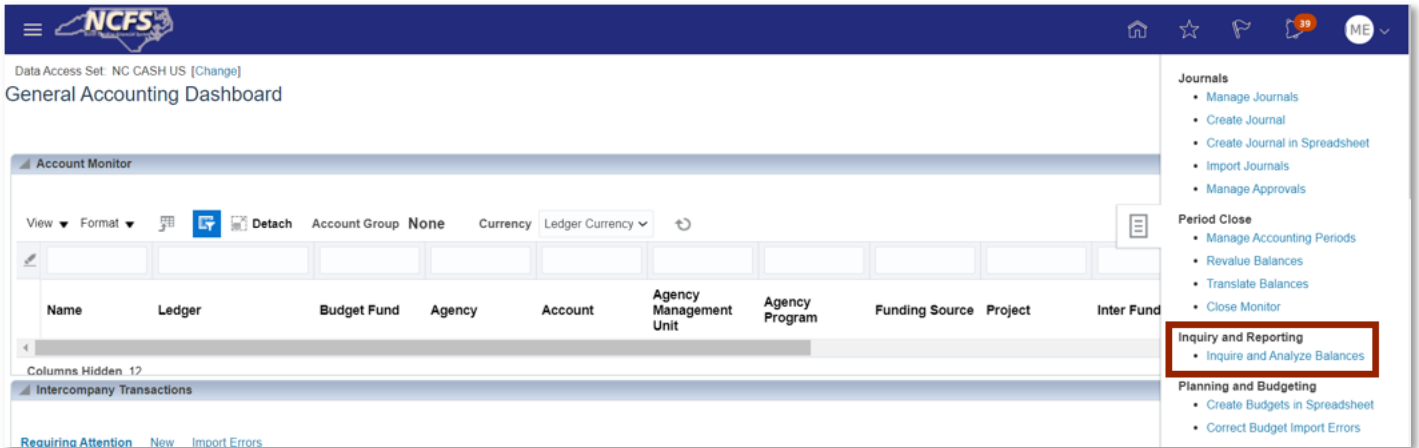 NCFS
39
ME
Data Access Set: NC CASH US [Change]
General Accounting Dashboard
Account Monitor
View Format Detach Account Group None Currency Ledger Currency
Name Ledger Budget Fund Agency Account Agency Management Unit Agency Program Funding Source Project Inter Fund
Columns Hidden 12
Intercompany Transactions
Requiring Attention New Import Errors
Journals
• Manage Journals
• Create Journal
• Create Journal in Spreadsheet
• Import Journals
• Manage Approvals
Period Close
• Manage Accounting Periods
• Revalue Balances
• Translate Balances
• Close Monitor
Inquiry and Reporting
• Inquire and Analyze Balances
Planning and Budgeting
• Create Budgets in Spreadsheet
• Correct Budget Import Errors